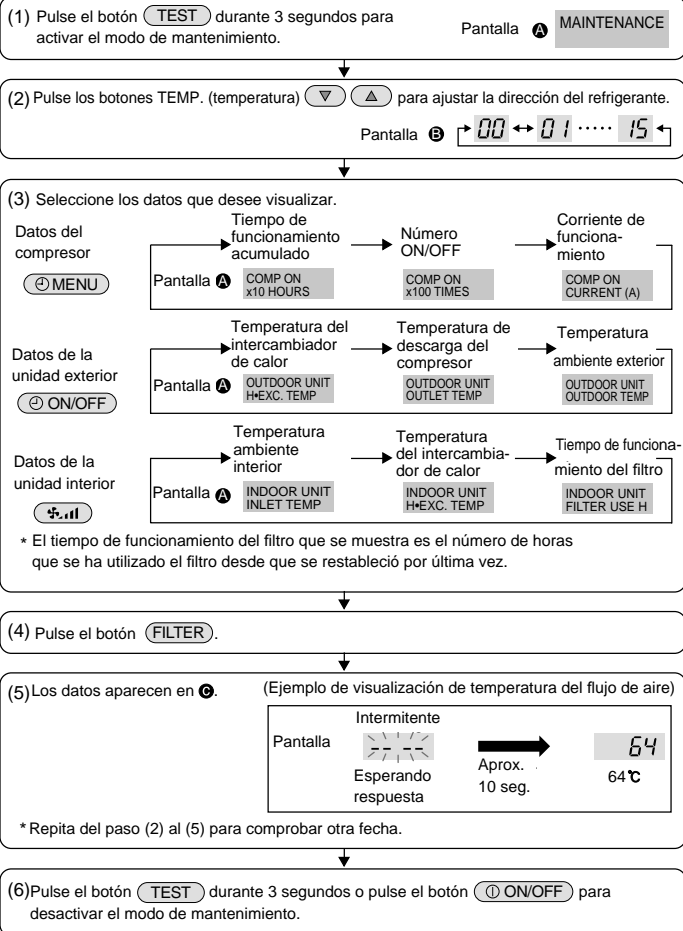 (1) Pulse el botón TEST durante 3 segundos para
activar el modo de mantenimiento.
Pantalla A MAINTENANCE
(2) Pulse los botones TEMP. (temperatura) ▽ △ para ajustar la dirección del refrigerante.
Pantalla B 00 ↔ 01 ····· 15
(3) Seleccione los datos que desee visualizar.
Datos del
compresor
MENU
Tiempo de
funcionamiento
acumulado
Número
ON/OFF
Corriente de
funciona-
miento
Pantalla A
COMP ON
x10 HOURS
COMP ON
x100 TIMES
COMP ON
CURRENT (A)
Datos de la
unidad exterior
ON/OFF
Temperatura del
intercambiador
de calor
Temperatura de
descarga del
compresor
Temperatura
ambiente exterior
Pantalla A
OUTDOOR UNIT
H•EXC. TEMP
OUTDOOR UNIT
OUTLET TEMP
OUTDOOR UNIT
OUTDOOR TEMP
Datos de la
unidad interior
Temperatura
ambiente
interior
Temperatura
del intercambia-
dor de calor
Tiempo de funciona-
miento del filtro
Pantalla A
INDOOR UNIT
INLET TEMP
INDOOR UNIT
H•EXC. TEMP
INDOOR UNIT
FILTER USE H
* El tiempo de funcionamiento del filtro que se muestra es el número de horas
que se ha utilizado el filtro desde que se restableció por última vez.
(4) Pulse el botón FILTER.
(5) Los datos aparecen en C.
(Ejemplo de visualización de temperatura del flujo de aire)
Pantalla
Intermitente
-- --
Esperando
respuesta
Aprox.
10 seg.
64
64℃
* Repita del paso (2) al (5) para comprobar otra fecha.
(6) Pulse el botón TEST durante 3 segundos o pulse el botón ON/OFF para
desactivar el modo de mantenimiento.